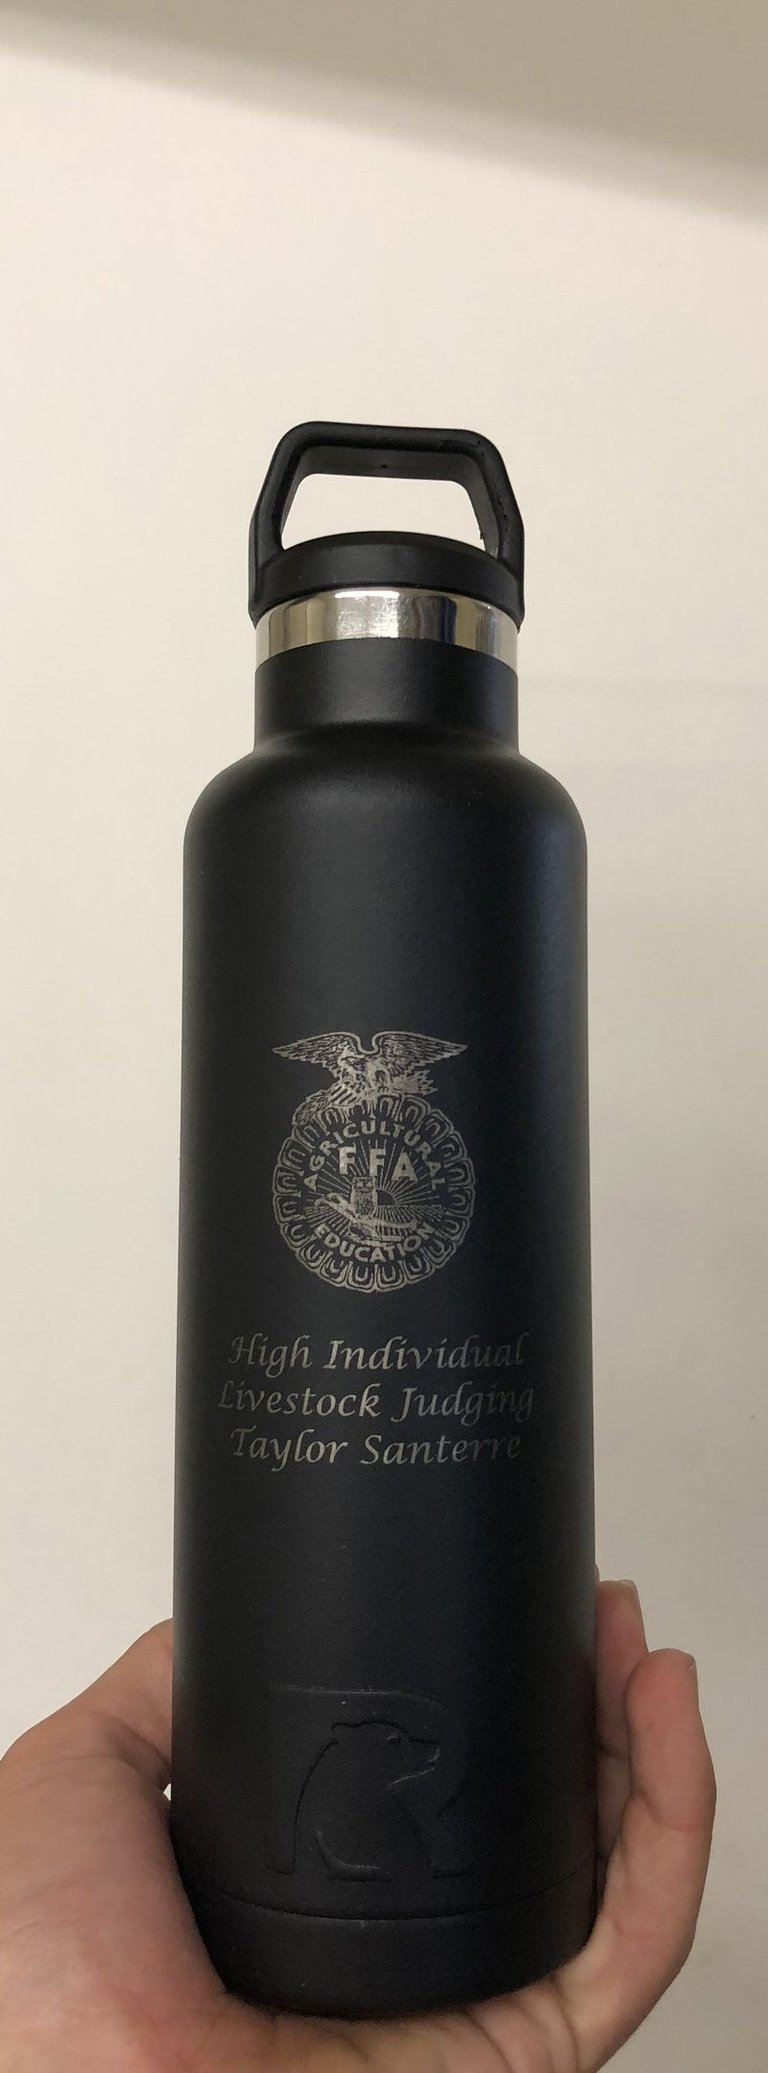 AGRICULTURAL
FFA
EDUCATION
High Individual
Livestock Judging
Taylor Santerre
R